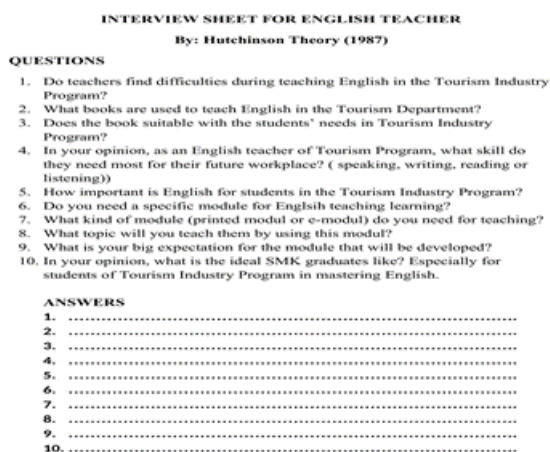 INTERVIEW SHEET FOR ENGLISH TEACHER
By: Hutchinson Theory (1987)
QUESTIONS
1. Do teachers find difficulties during teaching English in the Tourism Industry
Program?
2. What books are used to teach English in the Tourism Department?
3. Does the book suitable with the students' needs in Tourism Industry
Program?
4. In your opinion, as an English teacher of Tourism Program, what skill do
they need most for their future workplace? ( speaking, writing, reading or
listening))
5. How important is English for students in the Tourism Industry Program?
6. Do you need a specific module for Englsih teaching learning?
7. What kind of module (printed modul or e-modul) do you need for teaching?
8. What topic will you teach them by using this modul?
9. What is your big expectation for the module that will be developed?
10. In your opinion, what is the ideal SMK graduates like? Especially for
students of Tourism Industry Program in mastering English.
ANSWERS
1. ....................................................................
2. ....................................................................
3. ....................................................................
4. ....................................................................
5. ....................................................................
6. ....................................................................
7. ....................................................................
8. ....................................................................
9. ....................................................................
10. ....................................................................